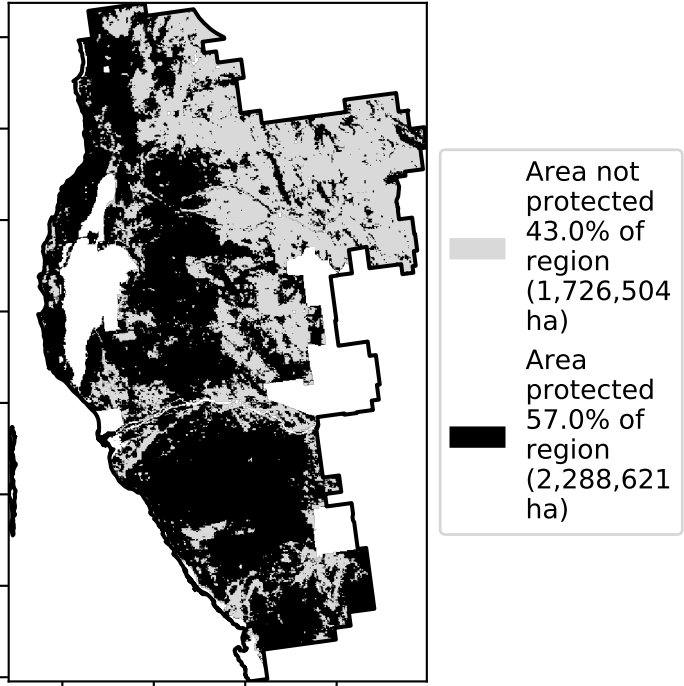 Area not
protected
43.0% of
region
(1,726,504
ha)
Area
protected
57.0% of
region
(2,288,621
ha)